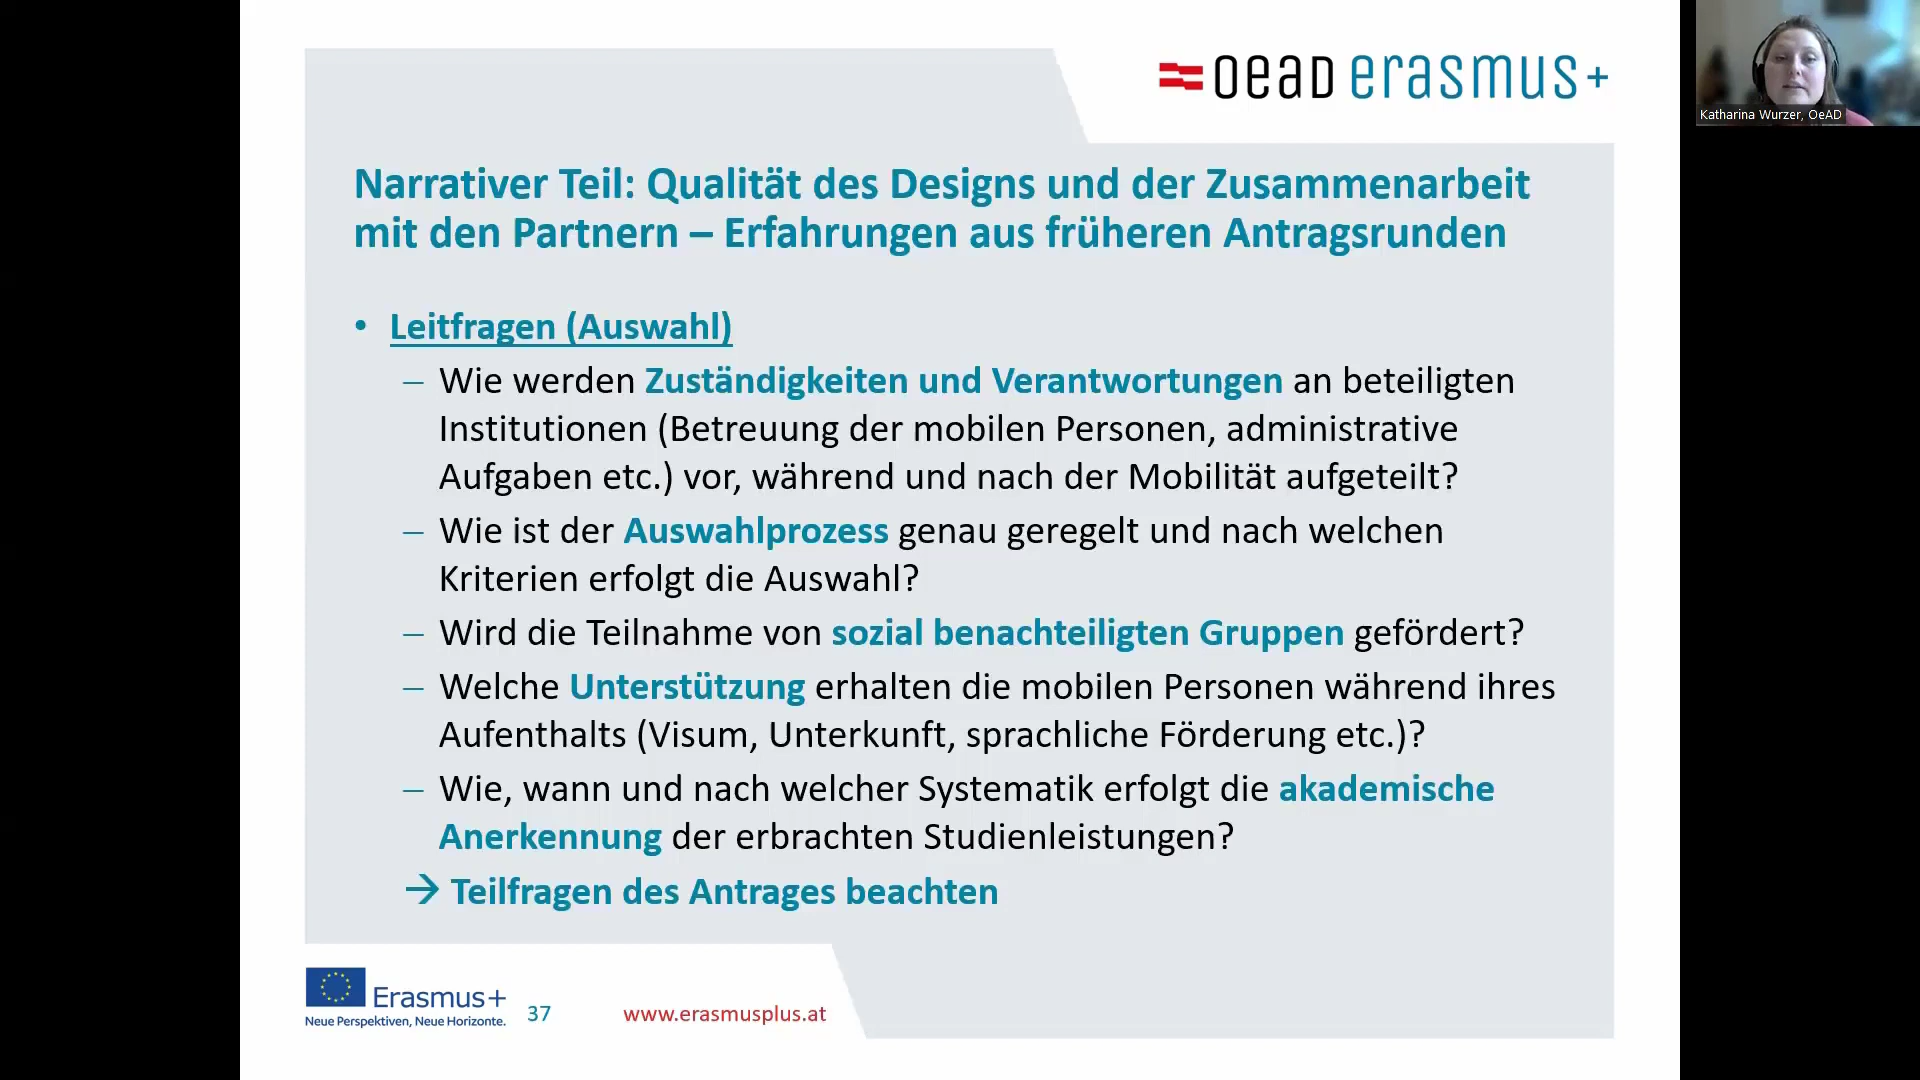 OEAD erasmus+
Katharina Wurzer, OeAD
Narrativer Teil: Qualität des Designs und der Zusammenarbeit
mit den Partnern – Erfahrungen aus früheren Antragsrunden
• Leitfragen (Auswahl)
– Wie werden Zuständigkeiten und Verantwortungen an beteiligten
Institutionen (Betreuung der mobilen Personen, administrative
Aufgaben etc.) vor, während und nach der Mobilität aufgeteilt?
– Wie ist der Auswahlprozess genau geregelt und nach welchen
Kriterien erfolgt die Auswahl?
– Wird die Teilnahme von sozial benachteiligten Gruppen gefördert?
– Welche Unterstützung erhalten die mobilen Personen während ihres
Aufenthalts (Visum, Unterkunft, sprachliche Förderung etc.)?
– Wie, wann und nach welcher Systematik erfolgt die akademische
Anerkennung der erbrachten Studienleistungen?
→ Teilfragen des Antrages beachten
Erasmus+
Neue Perspektiven, Neue Horizonte.
37
www.erasmusplus.at